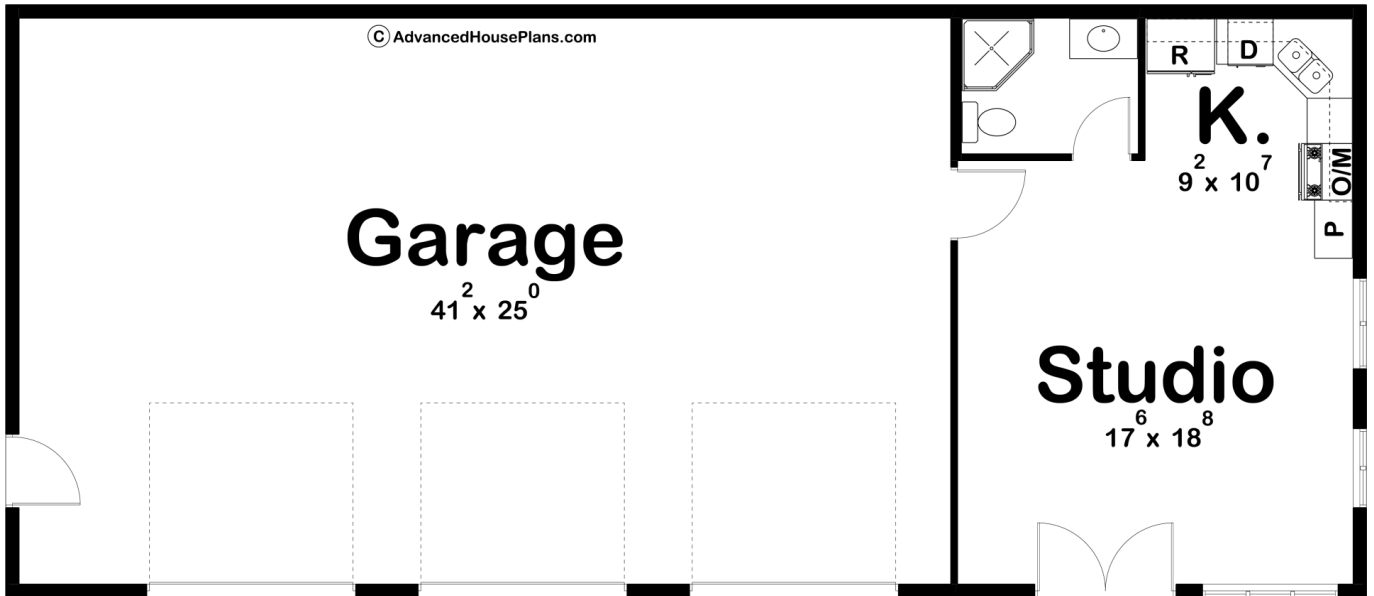 © AdvancedHousePlans.com
R
D
K.
9² x 10⁷
O/M
P
Garage
41² x 25⁰
Studio
17⁶ x 18⁸